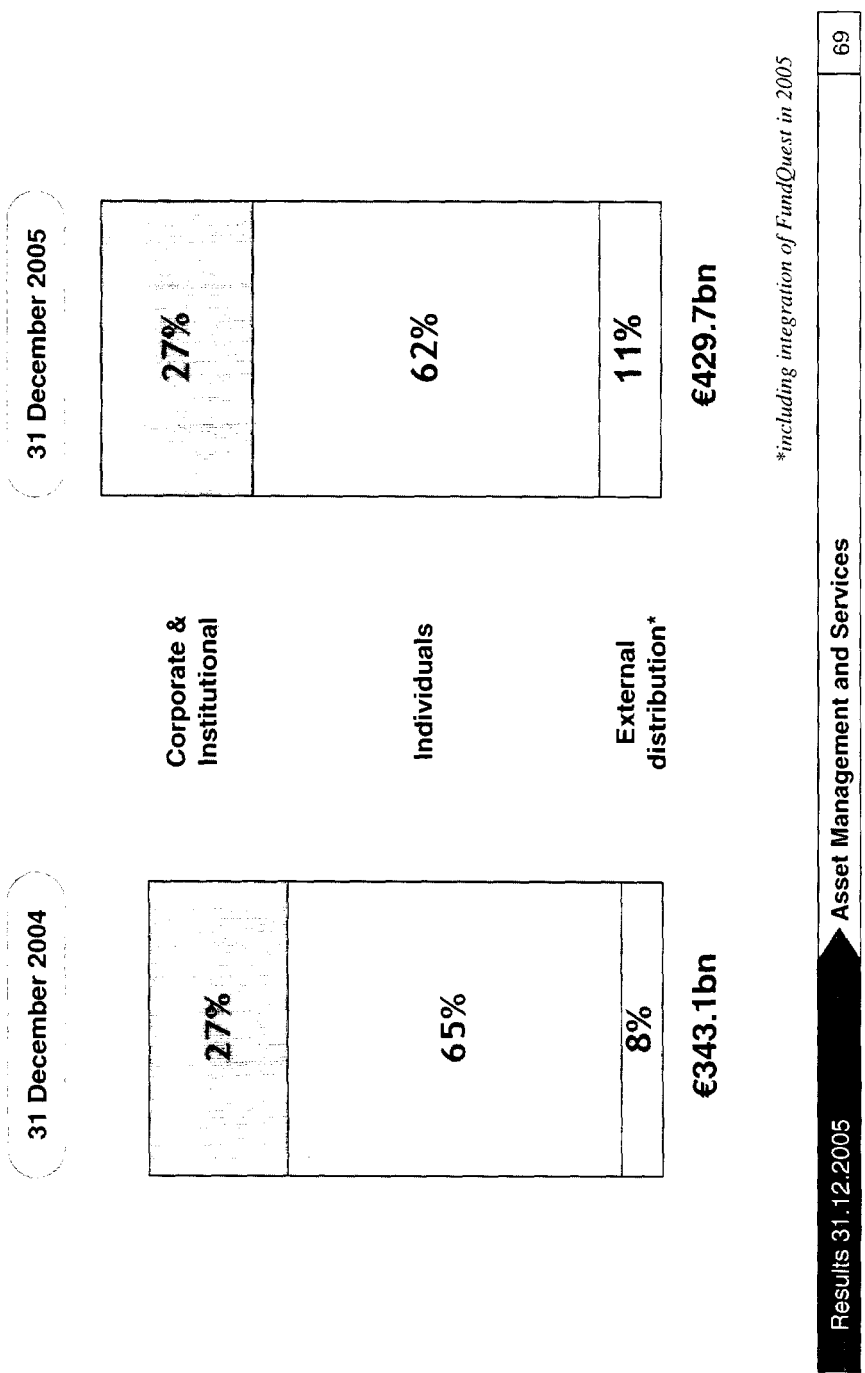 31 December 2004
31 December 2005
27%
Corporate &
Institutional
27%
65%
Individuals
62%
8%
External
distribution*
11%
€343.1bn
€429.7bn
*including integration of FundQuest in 2005
Results 31.12.2005
Asset Management and Services
69